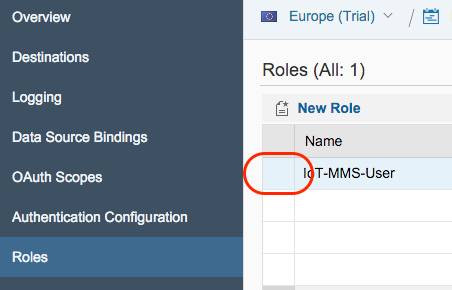 Overview
Destinations
Logging
Data Source Bindings
OAuth Scopes
Authentication Configuration
Roles
Europe (Trial)
Roles (All: 1)
New Role
Name
IoT-MMS-User